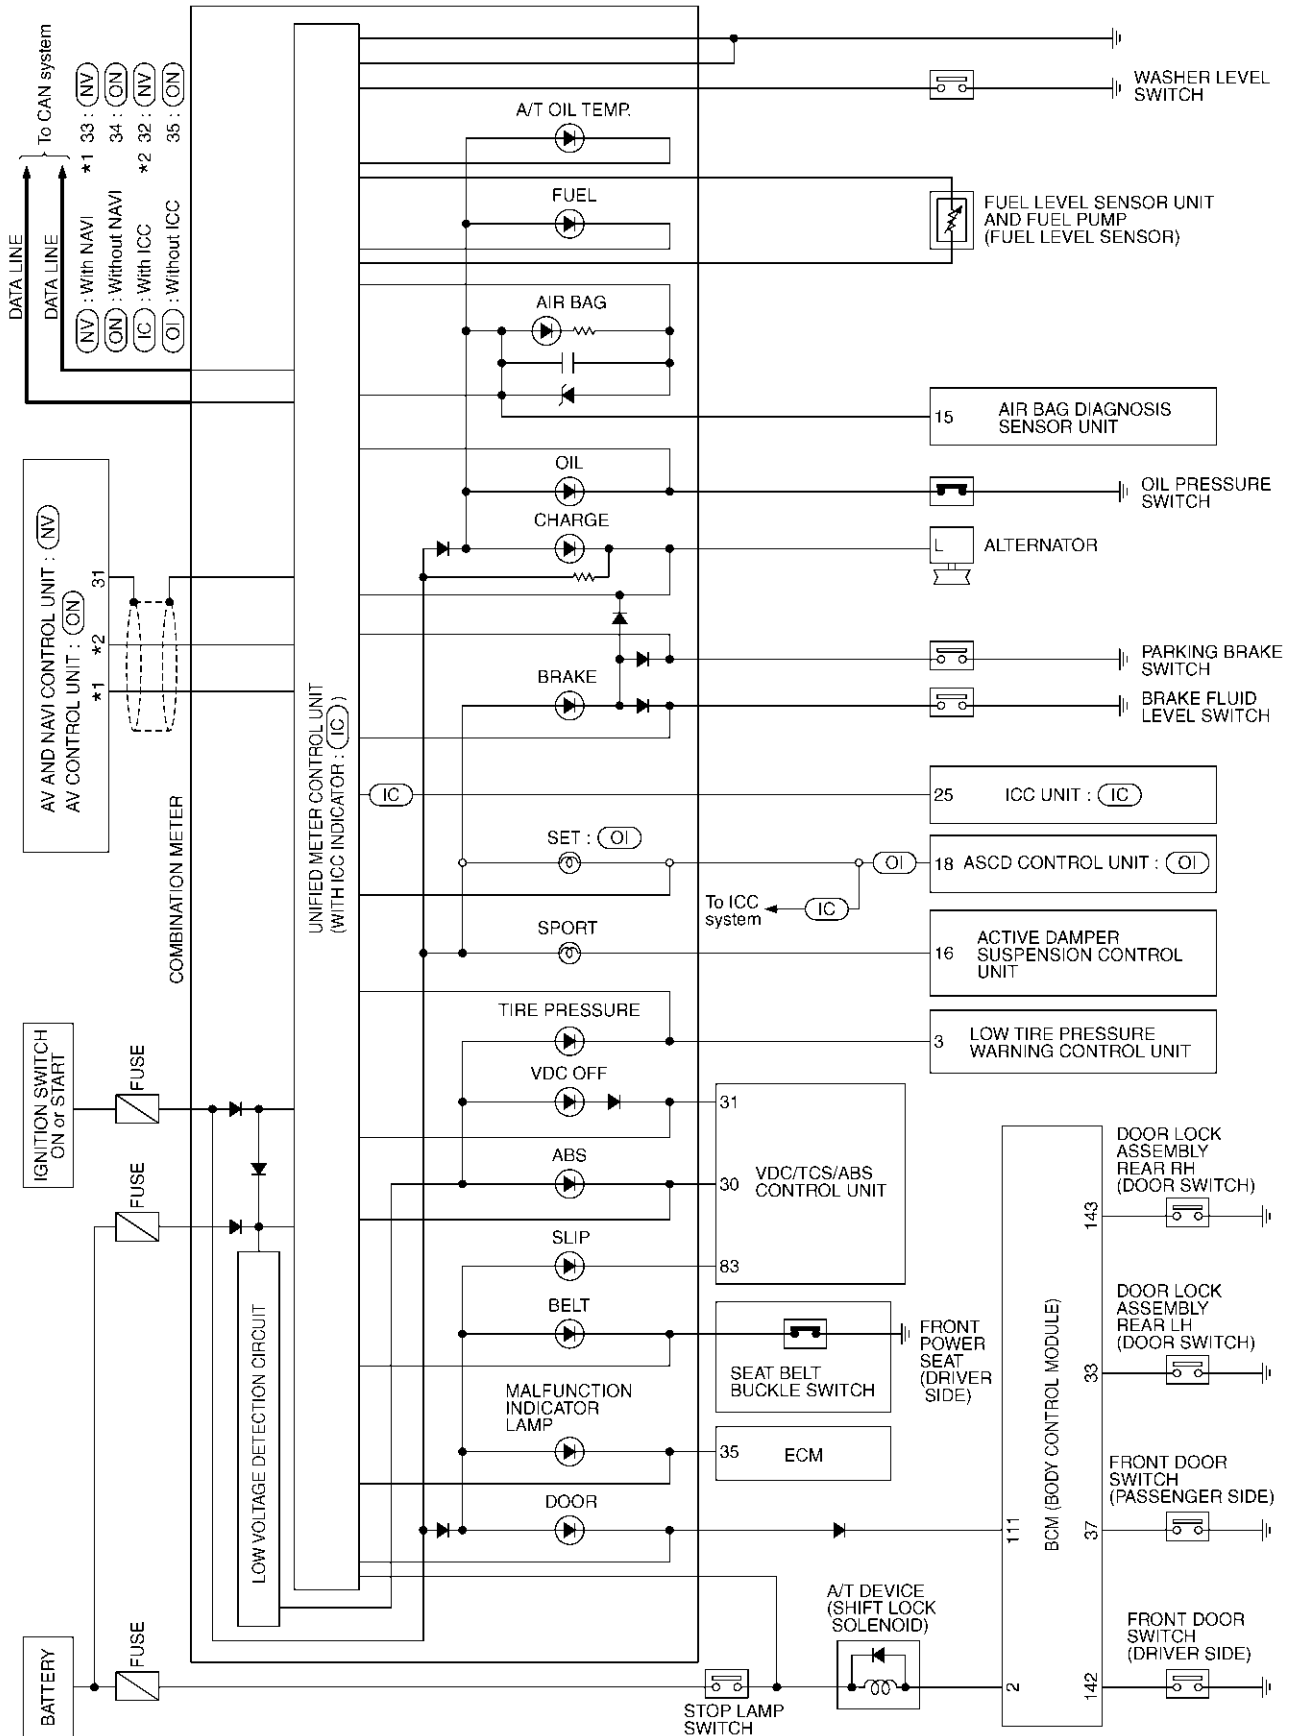 To CAN system
DATA LINE
DATA LINE
NV : With NAVI *1 33 : NV
ON : Without NAVI 34 : ON
IC : With ICC *2 32 : NV
OI : Without ICC 35 : ON
AV AND NAVI CONTROL UNIT : NV
AV CONTROL UNIT : ON
*1 *2 31
COMBINATION METER
UNIFIED METER CONTROL UNIT
(WITH ICC INDICATOR : IC )
IGNITION SWITCH
ON or START
FUSE
FUSE
LOW VOLTAGE DETECTION CIRCUIT
BATTERY
FUSE
A/T OIL TEMP.
FUEL
AIR BAG
OIL
CHARGE
BRAKE
IC
SET : OI
SPORT
TIRE PRESSURE
VDC OFF
ABS
SLIP
BELT
MALFUNCTION
INDICATOR
LAMP
DOOR
WASHER LEVEL
SWITCH
FUEL LEVEL SENSOR UNIT
AND FUEL PUMP
(FUEL LEVEL SENSOR)
15 AIR BAG DIAGNOSIS
SENSOR UNIT
OIL PRESSURE
SWITCH
L ALTERNATOR
PARKING BRAKE
SWITCH
BRAKE FLUID
LEVEL SWITCH
25 ICC UNIT : IC
OI 18 ASCD CONTROL UNIT : OI
To ICC
system
IC
16 ACTIVE DAMPER
SUSPENSION CONTROL
UNIT
3 LOW TIRE PRESSURE
WARNING CONTROL UNIT
31
30 VDC/TCS/ABS
CONTROL UNIT
83
SEAT BELT
BUCKLE SWITCH
FRONT
POWER
SEAT
(DRIVER
SIDE)
35 ECM
A/T DEVICE
(SHIFT LOCK
SOLENOID)
STOP LAMP
SWITCH
BCM (BODY CONTROL MODULE)
111
2
143
33
37
142
DOOR LOCK
ASSEMBLY
REAR RH
(DOOR SWITCH)
DOOR LOCK
ASSEMBLY
REAR LH
(DOOR SWITCH)
FRONT DOOR
SWITCH
(PASSENGER SIDE)
FRONT DOOR
SWITCH
(DRIVER SIDE)